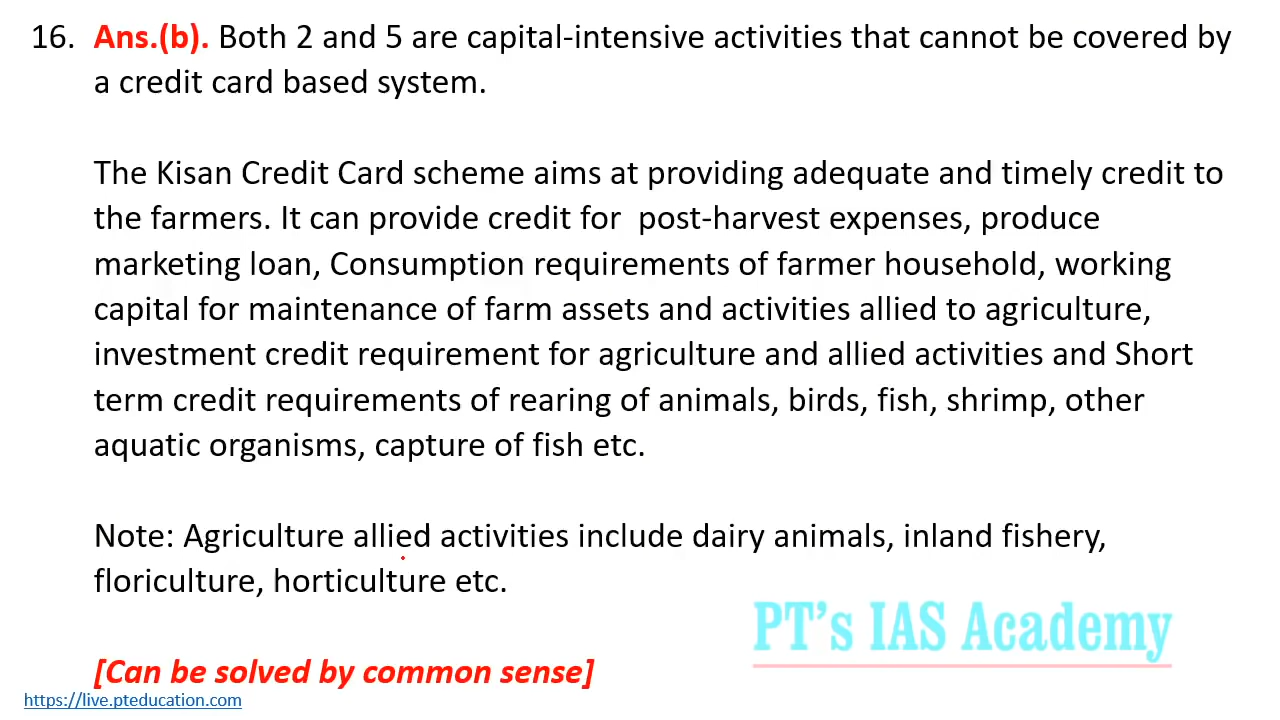 16. Ans.(b). Both 2 and 5 are capital-intensive activities that cannot be covered by
a credit card based system.
The Kisan Credit Card scheme aims at providing adequate and timely credit to
the farmers. It can provide credit for  post-harvest expenses, produce
marketing loan, Consumption requirements of farmer household, working
capital for maintenance of farm assets and activities allied to agriculture,
investment credit requirement for agriculture and allied activities and Short
term credit requirements of rearing of animals, birds, fish, shrimp, other
aquatic organisms, capture of fish etc.
Note: Agriculture allied activities include dairy animals, inland fishery,
floriculture, horticulture etc.
PT's IAS Academy
[Can be solved by common sense]
https://live.pteducation.com